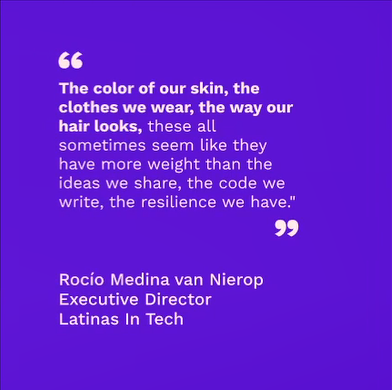 “
The color of our skin, the
clothes we wear, the way our
hair looks, these all
sometimes seem like they
have more weight than the
ideas we share, the code we
write, the resilience we have."
”
Rocío Medina van Nierop
Executive Director
Latinas In Tech